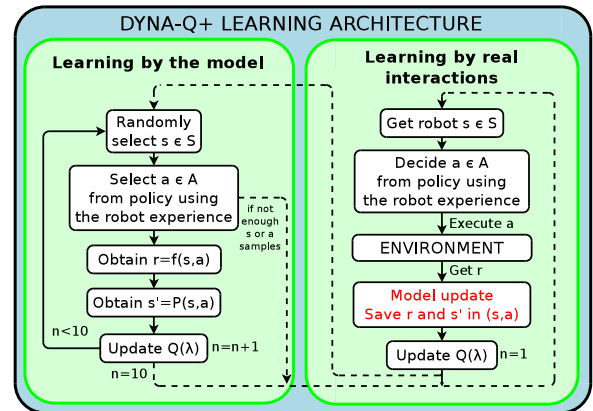 DYNA-Q+ LEARNING ARCHITECTURE
Learning by the model
Randomly
select s ϵ S
Select a ϵ A
from policy using
the robot experience
if not
enough
s or a
samples
Obtain r=f(s,a)
Obtain s'=P(s,a)
n<10
Update Q(λ)
n=n+1
n=10
Learning by real
interactions
Get robot s ϵ S
Decide a ϵ A
from policy using
the robot experience
Execute a
ENVIRONMENT
Get r
Model update
Save r and s' in (s,a)
Update Q(λ)
n=1